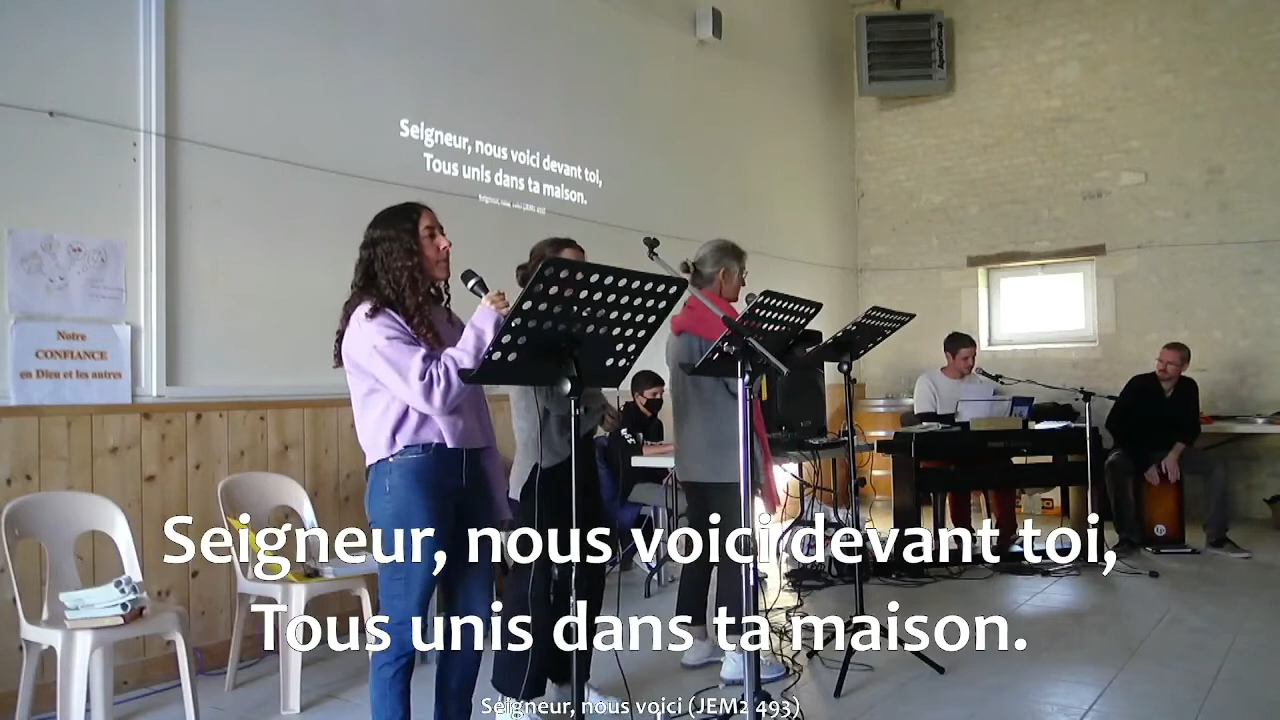 Seigneur, nous voici devant toi,
Tous unis dans ta maison.
Notre
CONFIANCE
en Dieu et les autres
Seigneur, nous voici devant toi,
Tous unis dans ta maison.
Seigneur, nous voici (JEM2 493)